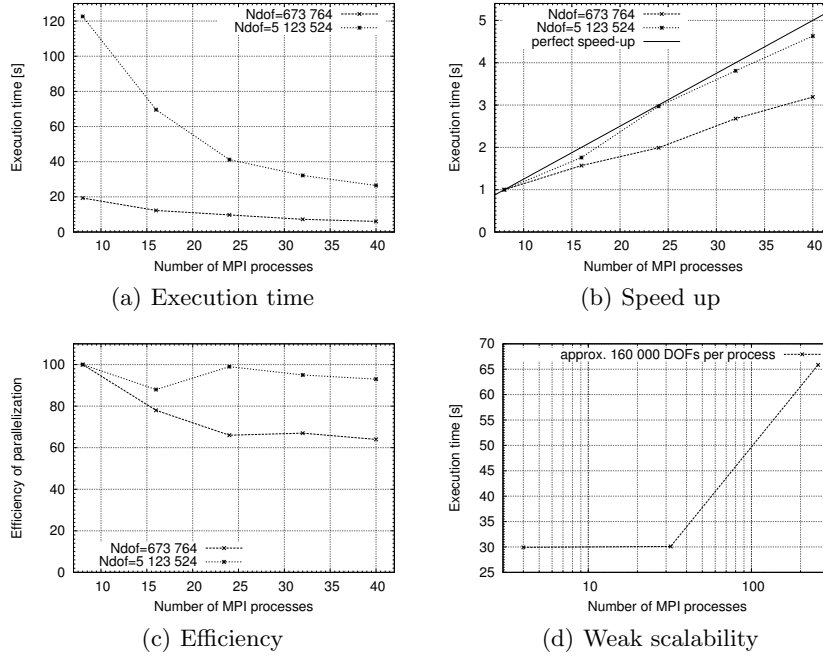 Ndof=673 764
Ndof=5 123 524
Execution time [s]
0
20
40
60
80
100
120
10
15
20
25
30
35
40
Number of MPI processes
(a) Execution time
Ndof=673 764
Ndof=5 123 524
perfect speed-up
Execution time [s]
0
1
2
3
4
5
10
15
20
25
30
35
40
Number of MPI processes
(b) Speed up
Efficiency of parallelization
0
20
40
60
80
100
Ndof=673 764
Ndof=5 123 524
10
15
20
25
30
35
40
Number of MPI processes
(c) Efficiency
approx. 160 000 DOFs per process
Execution time [s]
25
30
35
40
45
50
55
60
65
70
10
100
Number of MPI processes
(d) Weak scalability